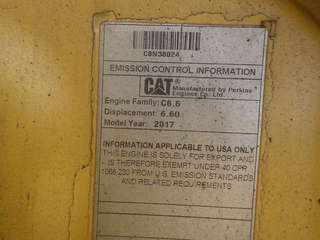 C8N38024
EMISSION CONTROL INFORMATION
CAT Manufactured by Perkins
Engines Co. Ltd.
Engine Family: C6.6
Displacement: 6.60
Model Year: 2017
INFORMATION APPLICABLE TO USA ONLY
THIS ENGINE IS SOLELY FOR EXPORT AND
IS THEREFORE EXEMPT UNDER 40 CFR
1068.230 FROM U.S. EMISSION STANDARDS
AND RELATED REQUIREMENTS